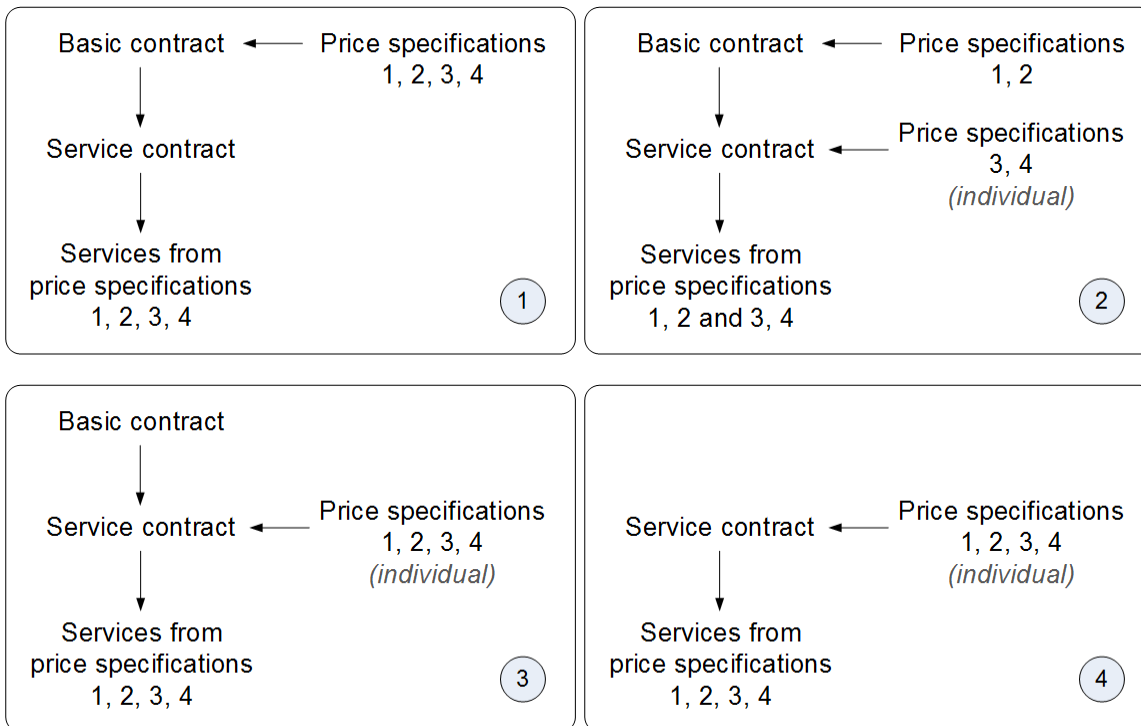 Basic contract
Price specifications
1, 2, 3, 4
Service contract
Services from
price specifications
1, 2, 3, 4
1
Basic contract
Price specifications
1, 2
Service contract
Price specifications
3, 4
(individual)
Services from
price specifications
1, 2 and 3, 4
2
Basic contract
Service contract
Price specifications
1, 2, 3, 4
(individual)
Services from
price specifications
1, 2, 3, 4
3
Service contract
Price specifications
1, 2, 3, 4
(individual)
Services from
price specifications
1, 2, 3, 4
4